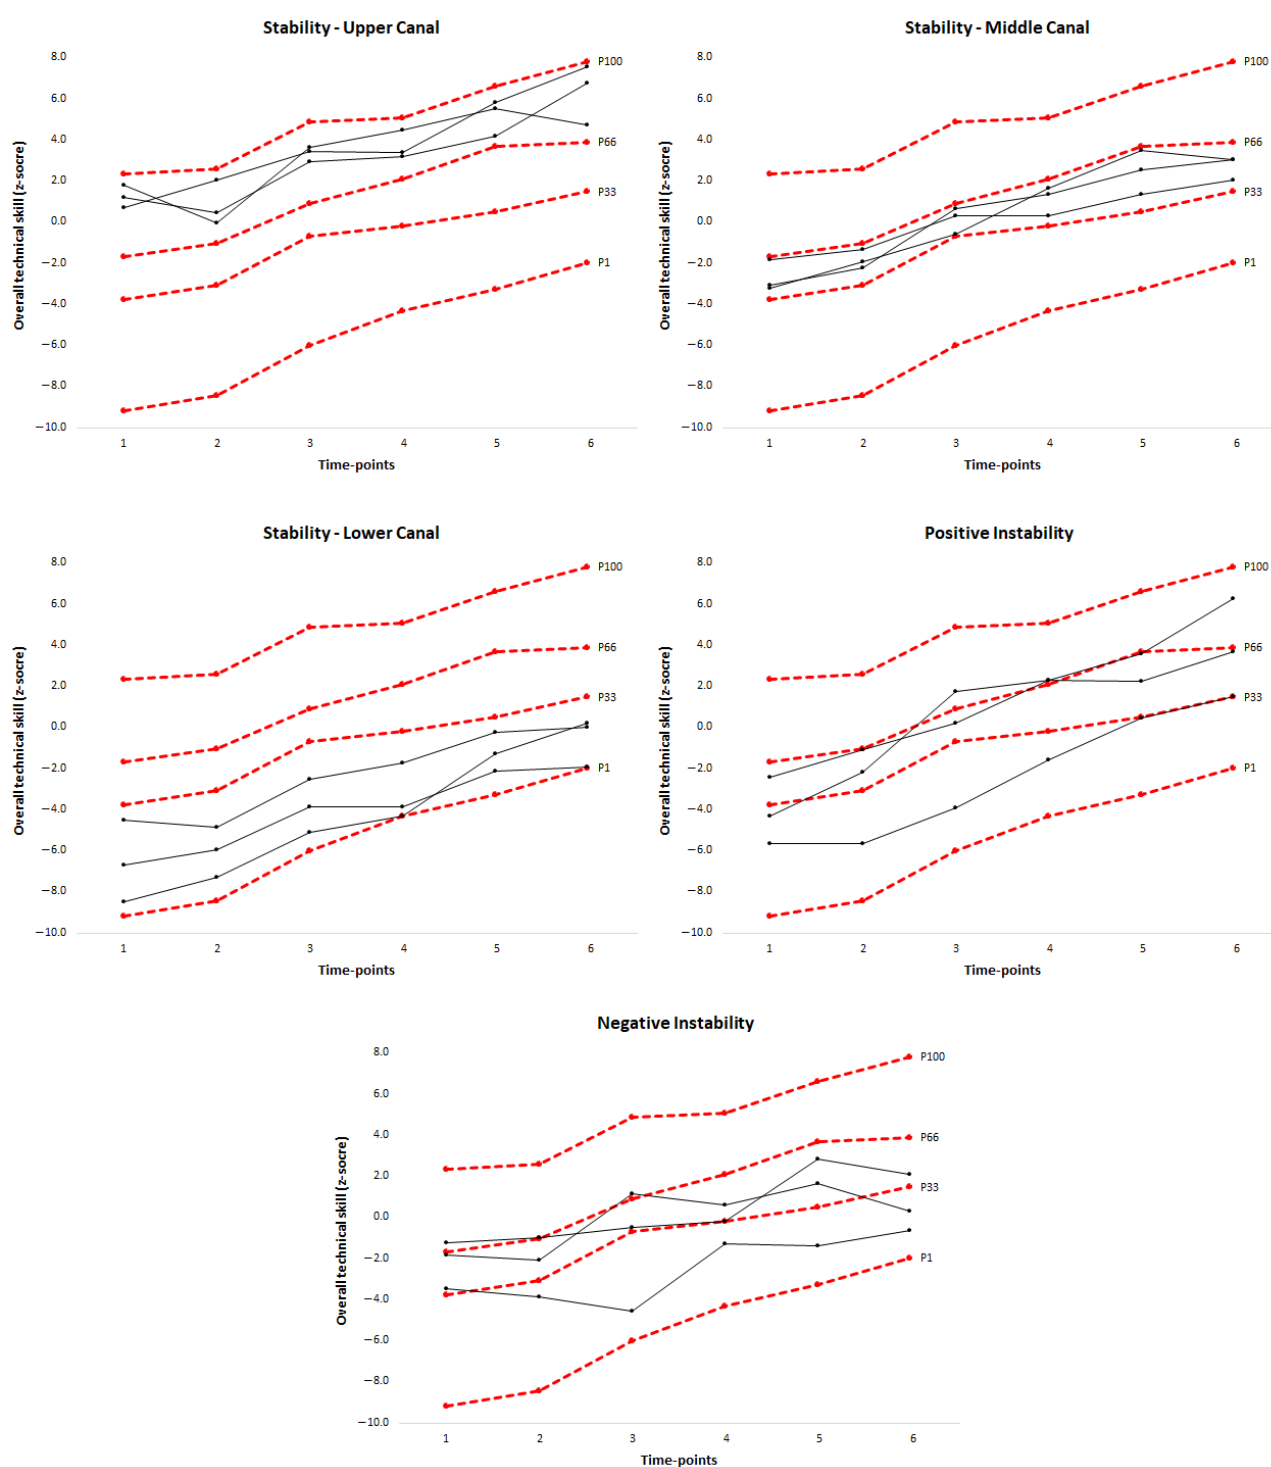 Stability - Upper Canal
8.0
6.0
4.0
2.0
0.0
−2.0
−4.0
−6.0
−8.0
−10.0
Overall technical skill (z-socre)
P100
P66
P33
P1
1 2 3 4 5 6
Time-points
Stability - Middle Canal
8.0
6.0
4.0
2.0
0.0
−2.0
−4.0
−6.0
−8.0
−10.0
Overall technical skill (z-socre)
P100
P66
P33
P1
1 2 3 4 5 6
Time-points
Stability - Lower Canal
8.0
6.0
4.0
2.0
0.0
−2.0
−4.0
−6.0
−8.0
−10.0
Overall technical skill (z-socre)
P100
P66
P33
P1
1 2 3 4 5 6
Time-points
Positive Instability
8.0
6.0
4.0
2.0
0.0
−2.0
−4.0
−6.0
−8.0
−10.0
Overall technical skill (z-socre)
P100
P66
P33
P1
1 2 3 4 5 6
Time-points
Negative Instability
8.0
6.0
4.0
2.0
0.0
−2.0
−4.0
−6.0
−8.0
−10.0
Overall technical skill (z-socre)
P100
P66
P33
P1
1 2 3 4 5 6
Time-points